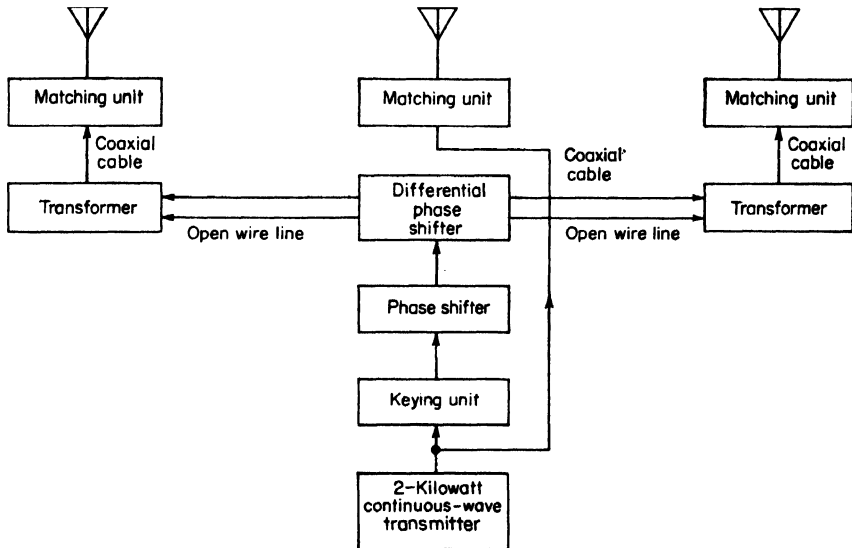 Matching unit
Matching unit
Matching unit
Coaxial
cable
Coaxial
cable
Coaxial
cable
Transformer
Differential
phase
shifter
Transformer
Open wire line
Open wire line
Phase shifter
Keying unit
2-Kilowatt
continuous-wave
transmitter